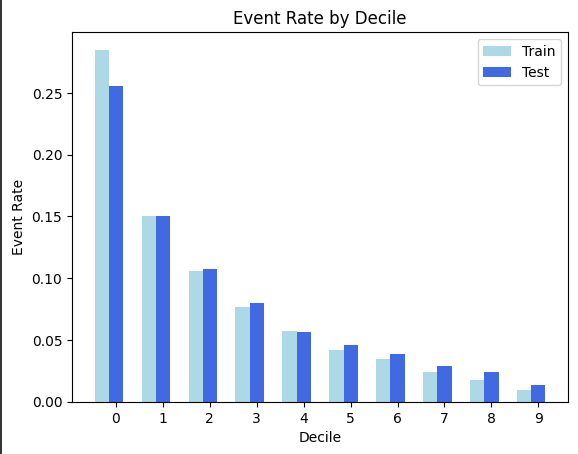 Event Rate by Decile
Train
Test
Event Rate
0.25
0.20
0.15
0.10
0.05
0.00
0 1 2 3 4 5 6 7 8 9
Decile